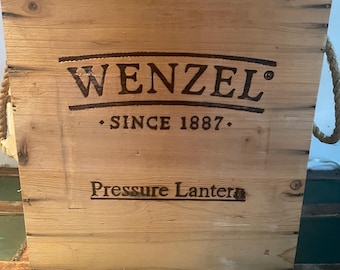 WENZEL®
· SINCE 1887 ·
Pressure Lantern